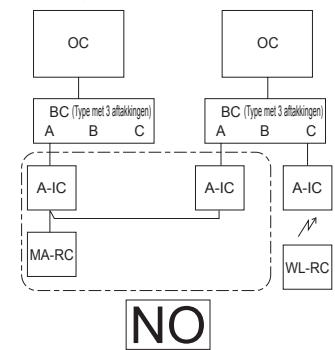 OC OC
BC (Type met 3 aftakkingen) BC (Type met 3 aftakkingen)
A B C A B C
A-IC A-IC A-IC
MA-RC WL-RC
NO